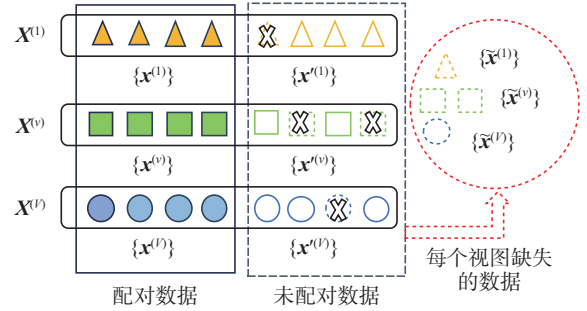 X⁽¹⁾
{x⁽¹⁾} {x′⁽¹⁾}
{x̃⁽¹⁾}
X⁽ᵛ⁾
{x⁽ᵛ⁾} {x′⁽ᵛ⁾}
{x̃⁽ᵛ⁾}
X⁽ⱽ⁾
{x⁽ⱽ⁾} {x′⁽ⱽ⁾}
{x̃⁽ⱽ⁾}
配对数据 未配对数据
每个视图缺失
的数据